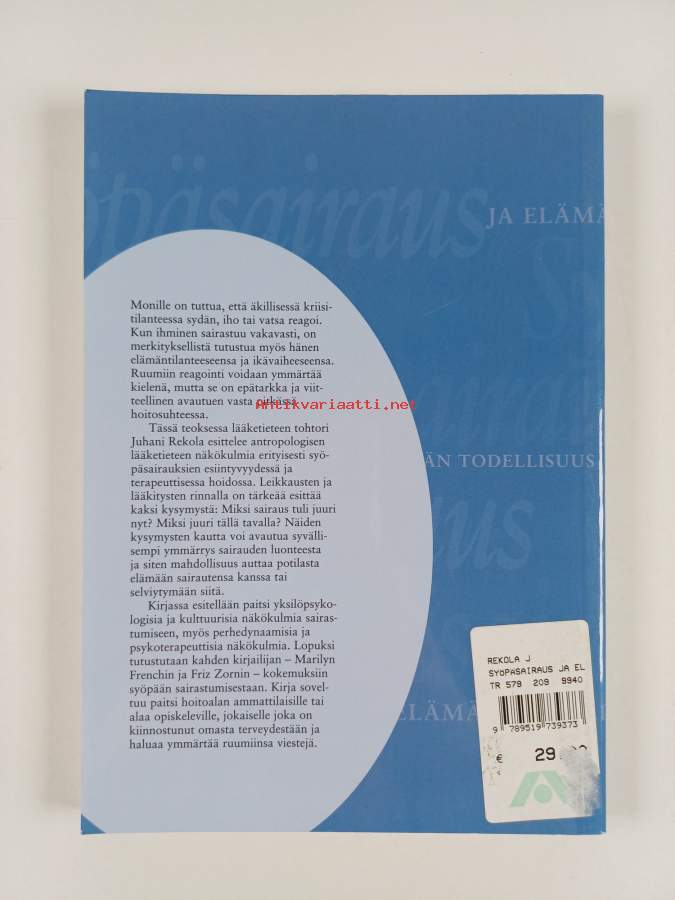 öpäsairaus
JA ELÄMÄ
Sy
airau
ÄN TODELLISUUS
us
ELÄMÄ
Monille on tuttua, että äkillisessä kriisi-
tilanteessa sydän, iho tai vatsa reagoi.
Kun ihminen sairastuu vakavasti, on
merkityksellistä tutustua myös hänen
elämäntilanteeseensa ja ikävaiheeseensa.
Ruumiin reagointi voidaan ymmärtää
kielenä, mutta se on epätarkka ja viit-
teellinen avautuen vasta pitkässä
hoitosuhteessa.
Antikvariaatti.net
Tässä teoksessa lääketieteen tohtori
Juhani Rekola esittelee antropologisen
lääketieteen näkökulmia erityisesti syö-
päsairauksien esiintyvyydessä ja
terapeuttisessa hoidossa. Leikkausten ja
lääkitysten rinnalla on tärkeää esittää
kaksi kysymystä: Miksi sairaus tuli juuri
nyt? Miksi juuri tällä tavalla? Näiden
kysymysten kautta voi avautua syvälli-
sempi ymmärrys sairauden luonteesta
ja siten mahdollisuus auttaa potilasta
elämään sairautensa kanssa tai
selviytymään siitä.
Kirjassa esitellään paitsi yksilöpsyko-
logisia ja kulttuurisia näkökulmia sairas-
tumiseen, myös perhedynaamisia ja
psykoterapeuttisia näkökulmia. Lopuksi
tutustutaan kahden kirjailijan – Marilyn
Frenchin ja Friz Zornin – kokemuksiin
syöpään sairastumisestaan. Kirja sovel-
tuu paitsi hoitoalan ammattilaisille tai
alaa opiskeleville, jokaiselle joka on
kiinnostunut omasta terveydestään ja
haluaa ymmärtää ruumiinsa viestejä.
REKOLA J
SYÖPÄSAIRAUS JA EL
TR 579 209 9940
9 789519 739373
€ 29